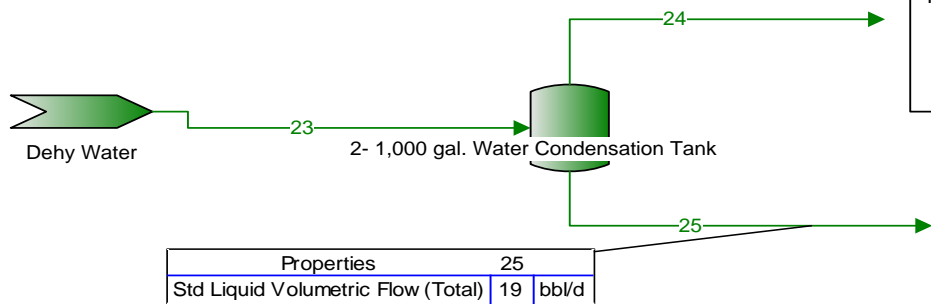 24
23
Dehy Water
2- 1,000 gal. Water Condensation Tank
25
Properties 25
Std Liquid Volumetric Flow (Total) 19 bbl/d